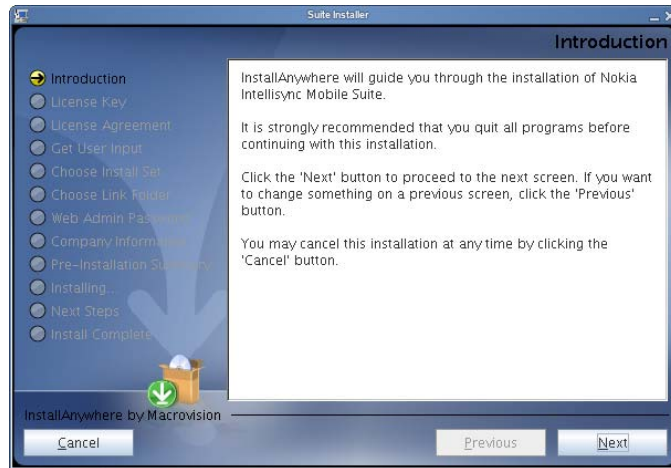 Suite Installer
Introduction
Introduction
License Key
License Agreement
Get User Input
Choose Install Set
Choose Link Folder
Web Admin Password
Company Information
Pre-Installation Summary
Installing...
Next Steps
Install Complete
InstallAnywhere will guide you through the installation of Nokia
Intellisync Mobile Suite.
It is strongly recommended that you quit all programs before
continuing with this installation.
Click the 'Next' button to proceed to the next screen. If you want
to change something on a previous screen, click the 'Previous'
button.
You may cancel this installation at any time by clicking the
'Cancel' button.
InstallAnywhere by Macrovision
Cancel
Previous
Next